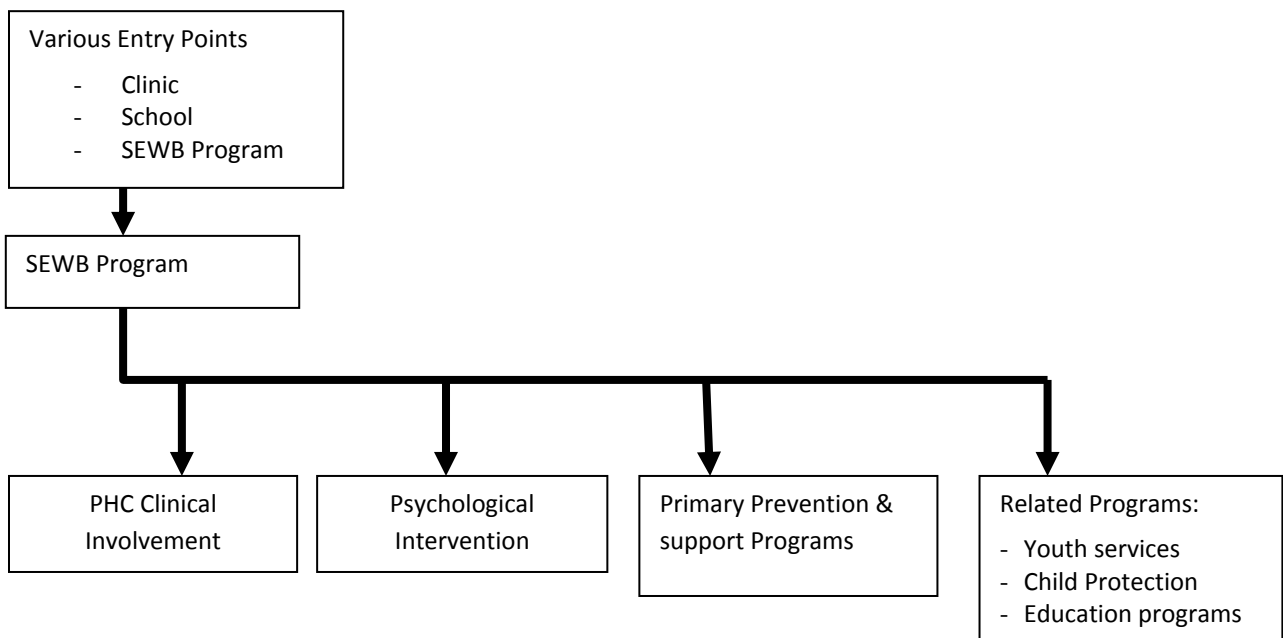 Various Entry Points
- Clinic
- School
- SEWB Program
SEWB Program
PHC Clinical
Involvement
Psychological
Intervention
Primary Prevention &
support Programs
Related Programs:
- Youth services
- Child Protection
- Education programs